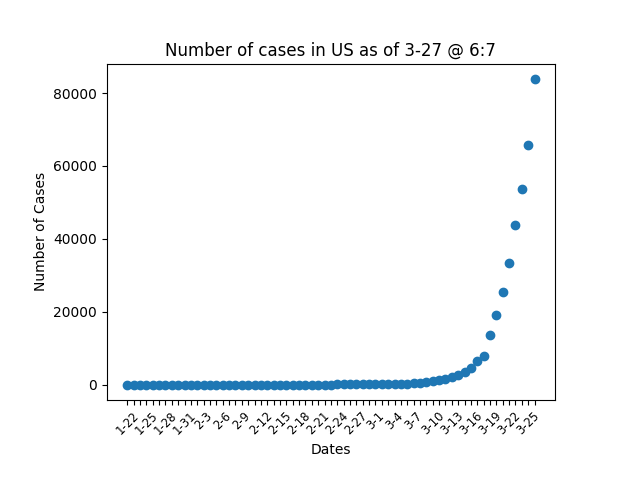 Number of cases in US as of 3-27 @ 6:7
Number of Cases
80000
60000
40000
20000
0
1-22 1-25 1-28 1-31 2-3 2-6 2-9 2-12 2-15 2-18 2-21 2-24 2-27 3-1 3-4 3-7 3-10 3-13 3-16 3-19 3-22 3-25
Dates